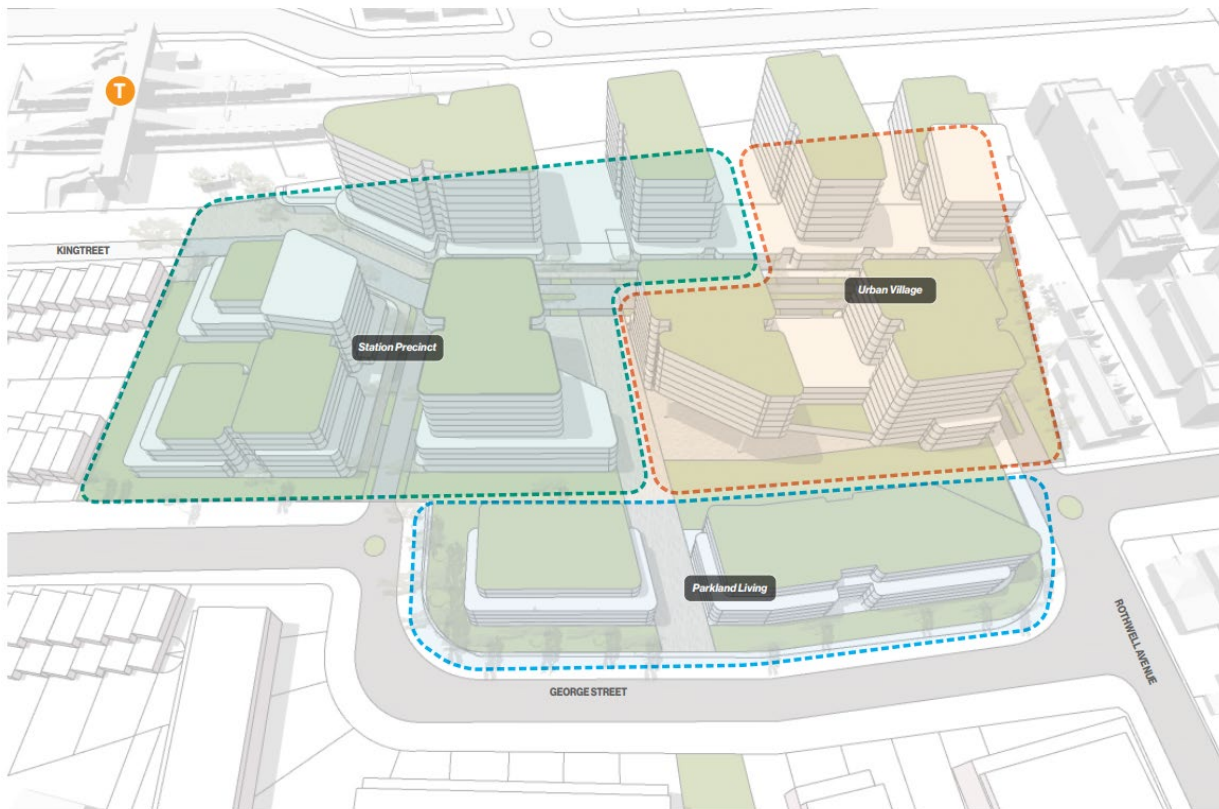 T
KINGTREET
Urban Village
Station Precinct
Parkland Living
ROTHWELL AVENUE
GEORGE STREET